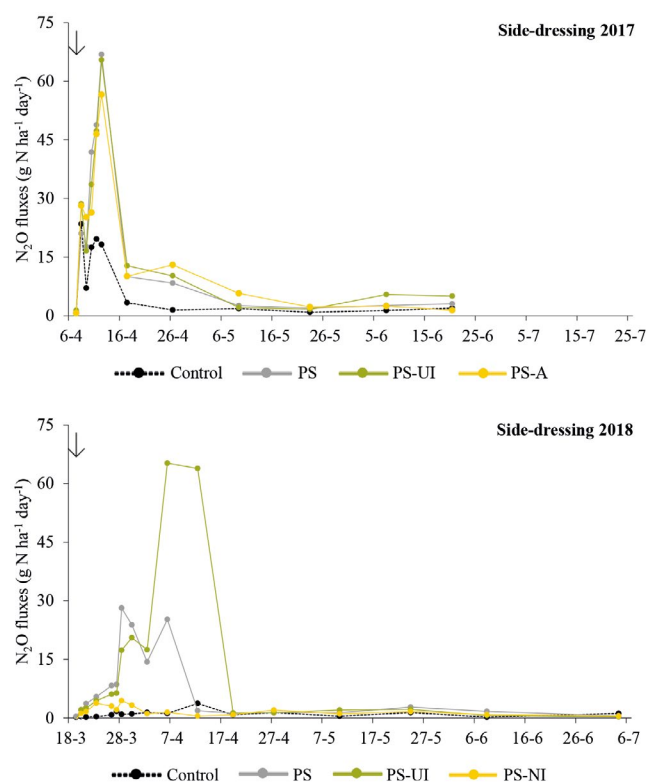 Side-dressing 2017
N₂O fluxes (g N ha⁻¹ day⁻¹)
75
60
45
30
15
0
6-4 16-4 26-4 6-5 16-5 26-5 5-6 15-6 25-6 5-7 15-7 25-7
Control PS PS-UI PS-A
Side-dressing 2018
N₂O fluxes (g N ha⁻¹ day⁻¹)
75
60
45
30
15
0
18-3 28-3 7-4 17-4 27-4 7-5 17-5 27-5 6-6 16-6 26-6 6-7
Control PS PS-UI PS-NI